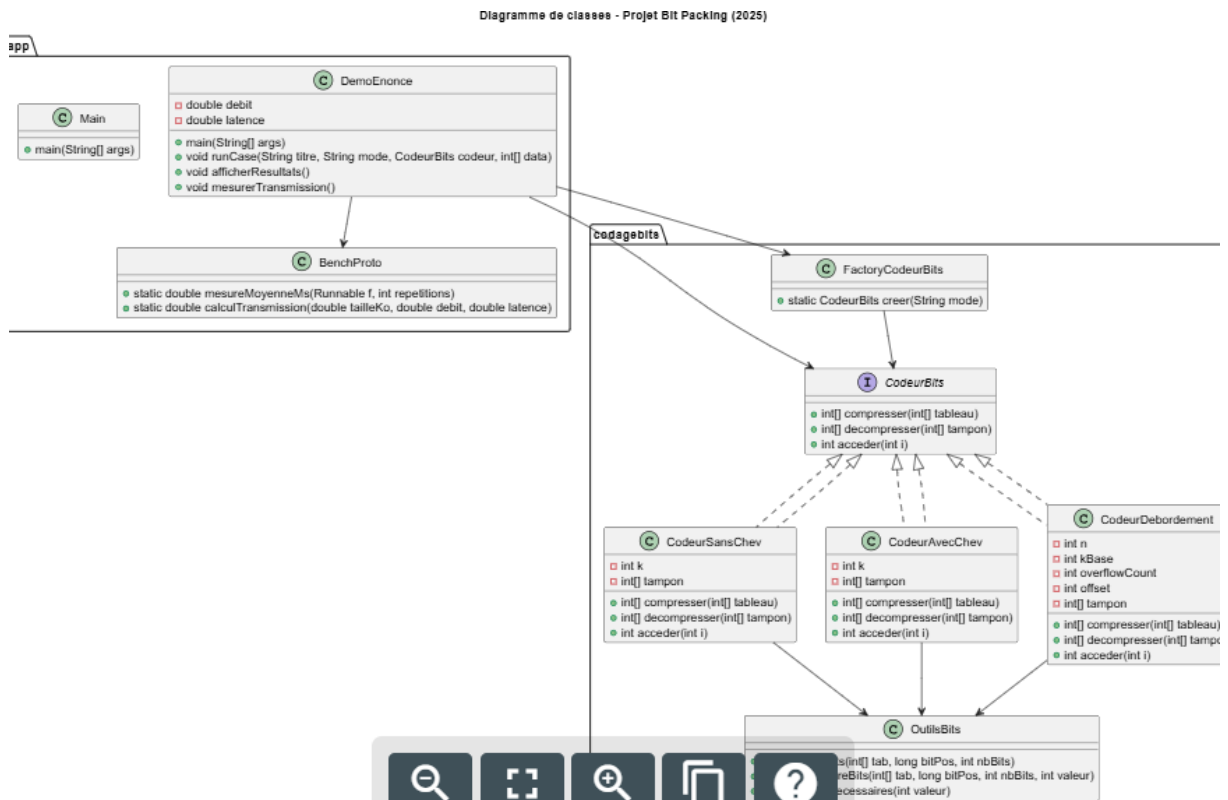 Diagramme de classes - Projet Bit Packing (2025)
app
C Main
main(String[] args)
C DemoEnonce
double debit
double latence
main(String[] args)
void runCase(String titre, String mode, CodeurBits codeur, int[] data)
void afficherResultats()
void mesurerTransmission()
C BenchProto
static double mesureMoyenneMs(Runnable f, int repetitions)
static double calculTransmission(double tailleKo, double debit, double latence)
codagebits
C FactoryCodeurBits
static CodeurBits creer(String mode)
I CodeurBits
int[] compresser(int[] tableau)
int[] decompresser(int[] tampon)
int acceder(int i)
C CodeurSansChev
int k
int[] tampon
int[] compresser(int[] tableau)
int[] decompresser(int[] tampon)
int acceder(int i)
C CodeurAvecChev
int k
int[] tampon
int[] compresser(int[] tableau)
int[] decompresser(int[] tampon)
int acceder(int i)
C CodeurDebordement
int n
int kBase
int overflowCount
int offset
int[] tampon
int[] compresser(int[] tableau)
int[] decompresser(int[] tampo
int acceder(int i)
C OutilsBits
(int[] tab, long bitPos, int nbBits)
reBits(int[] tab, long bitPos, int nbBits, int valeur)
ecessaires(int valeur)
?